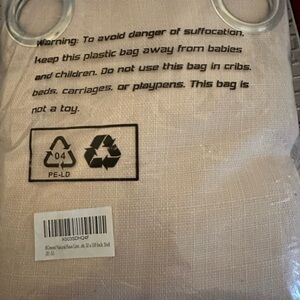 Warning: To avoid danger of suffocation,
keep this plastic bag away from babies
and children. Do not use this bag in cribs,
beds, carriages, or playpens. This bag is
not a toy.
04
PE-LD